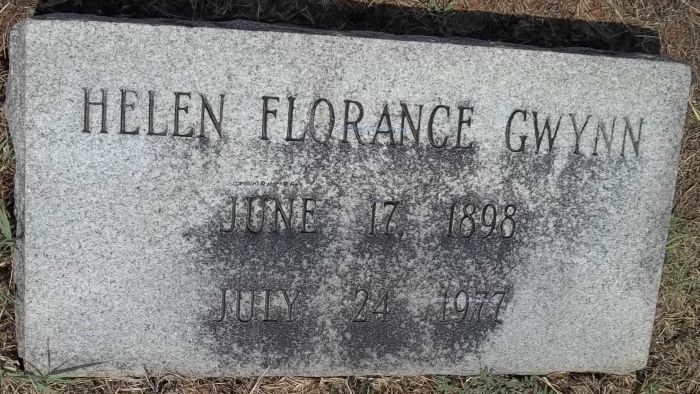 HELEN FLORANCE GWYNN
JUNE 17, 1898
JULY 24 1977